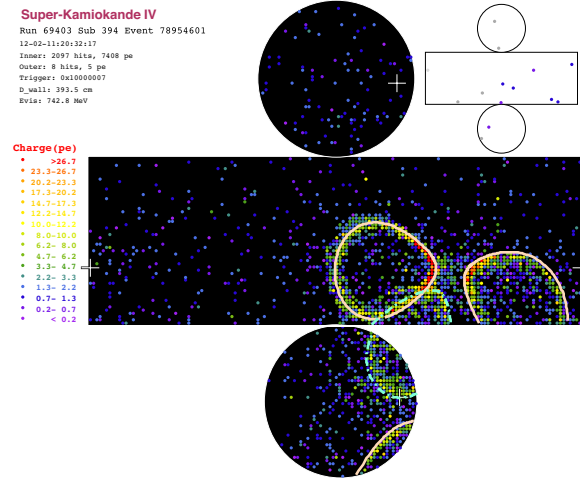 Super-Kamiokande IV
Run 69403 Sub 394 Event 78954601
12-02-11:20:32:17
Inner: 2097 hits, 7408 pe
Outer: 8 hits, 5 pe
Trigger: 0x10000007
D_wall: 393.5 cm
Evis: 742.8 MeV
Charge(pe)
>26.7
23.3-26.7
20.2-23.3
17.3-20.2
14.7-17.3
12.2-14.7
10.0-12.2
8.0-10.0
6.2- 8.0
4.7- 6.2
3.3- 4.7
2.2- 3.3
1.3- 2.2
0.7- 1.3
0.2- 0.7
< 0.2